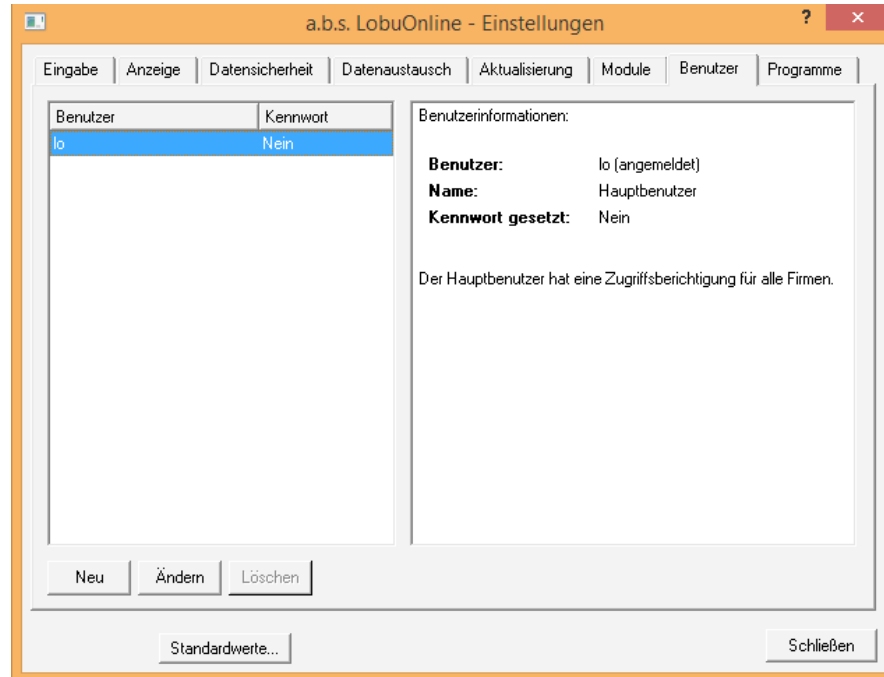 a.b.s. LobuOnline - Einstellungen
?
×
Eingabe
Anzeige
Datensicherheit
Datenaustausch
Aktualisierung
Module
Benutzer
Programme
Benutzer Kennwort
lo Nein
Benutzerinformationen:
Benutzer: lo (angemeldet)
Name: Hauptbenutzer
Kennwort gesetzt: Nein
Der Hauptbenutzer hat eine Zugriffsberichtigung für alle Firmen.
Neu
Ändern
Löschen
Standardwerte...
Schließen